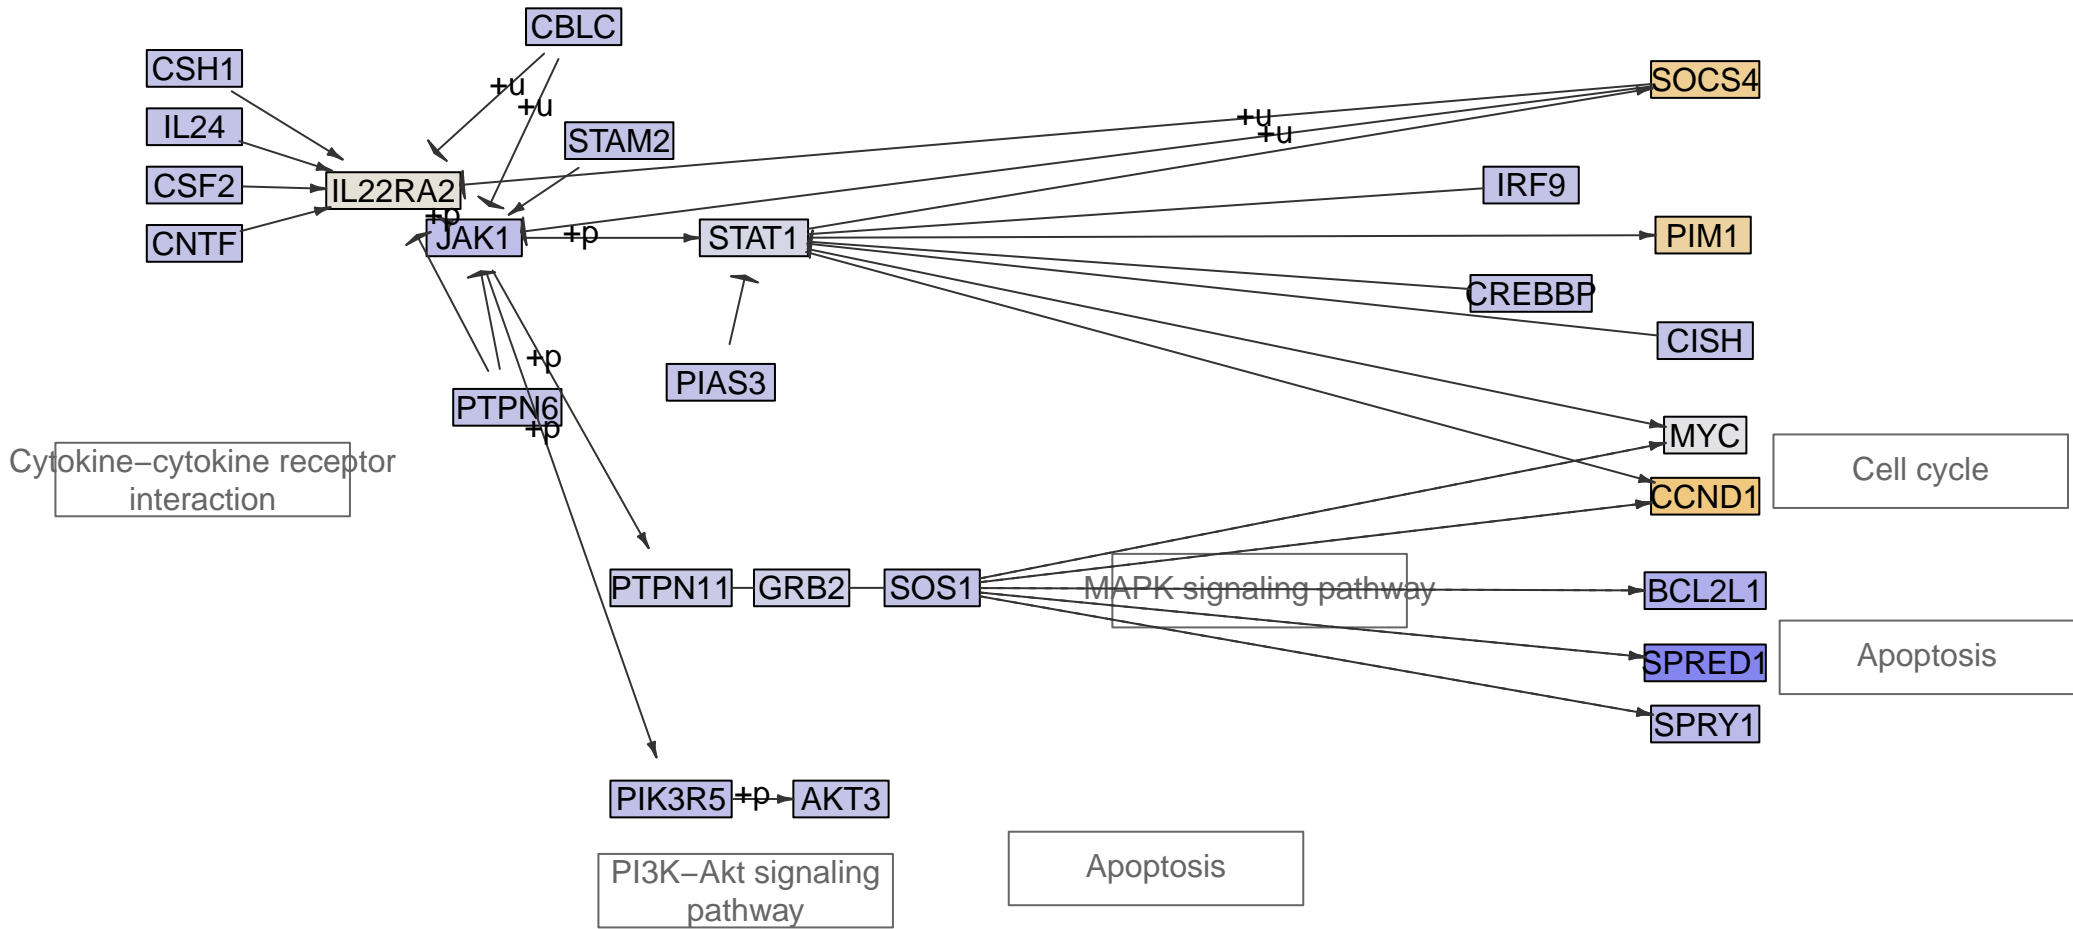 CBLC
CSH1
SOCS4
+u
+u
+u
+u
IL24
STAM2
CSF2
IL22RA2
IRF9
+p
CNTF
JAK1
+p
STAT1
PIM1
CREBBP
CISH
+p
PIAS3
PTPN6
+p
MYC
Cytokine−cytokine receptor
interaction
Cell cycle
CCND1
PTPN11
GRB2
SOS1
MAPK signaling pathway
BCL2L1
SPRED1
Apoptosis
SPRY1
PIK3R5
+p
AKT3
PI3K−Akt signaling
pathway
Apoptosis